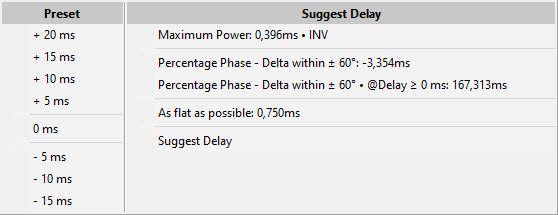 Preset
+ 20 ms
+ 15 ms
+ 10 ms
+ 5 ms
0 ms
- 5 ms
- 10 ms
- 15 ms
Suggest Delay
Maximum Power: 0,396ms • INV
Percentage Phase - Delta within ± 60°: -3,354ms
Percentage Phase - Delta within ± 60° • @Delay ≥ 0 ms: 167,313ms
As flat as possible: 0,750ms
Suggest Delay